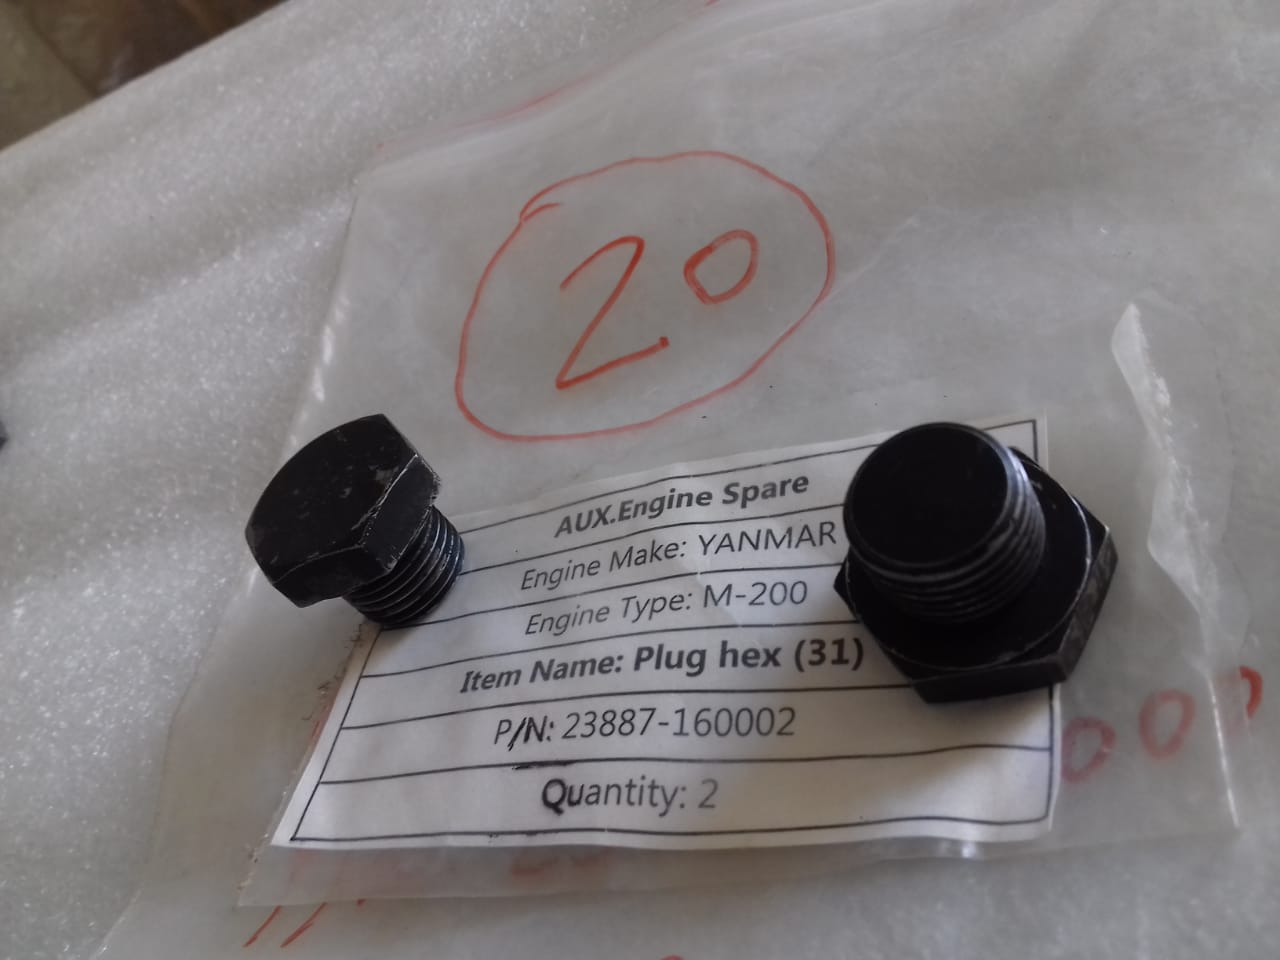 20
AUX.Engine Spare
Engine Make: YANMAR
Engine Type: M-200
Item Name: Plug hex (31)
P/N: 23887-160002
Quantity: 2
000